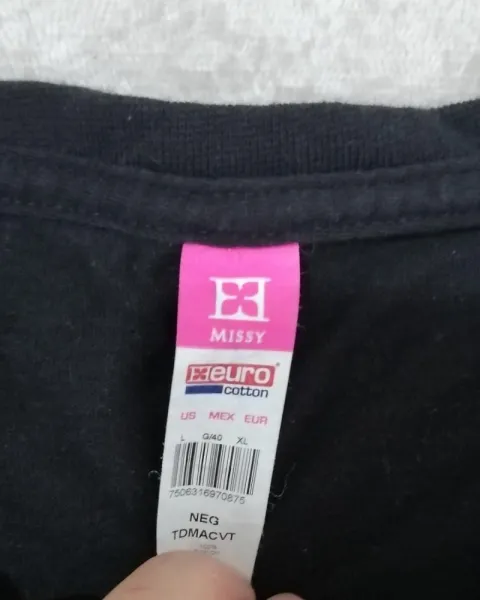 MISSY
euro
cotton
US MEX EUR
L G/40 XL
7506316970875
NEG
TDMACVT